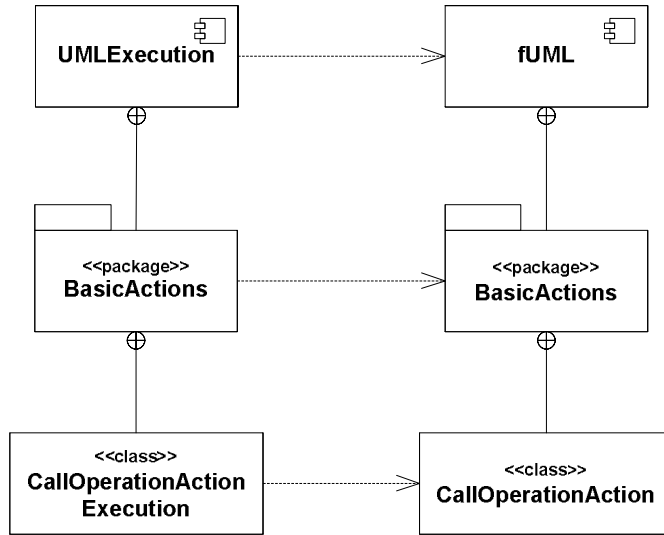 UMLExecution
fUML
<<package>>
BasicActions
<<package>>
BasicActions
<<class>>
CallOperationAction
Execution
<<class>>
CallOperationAction